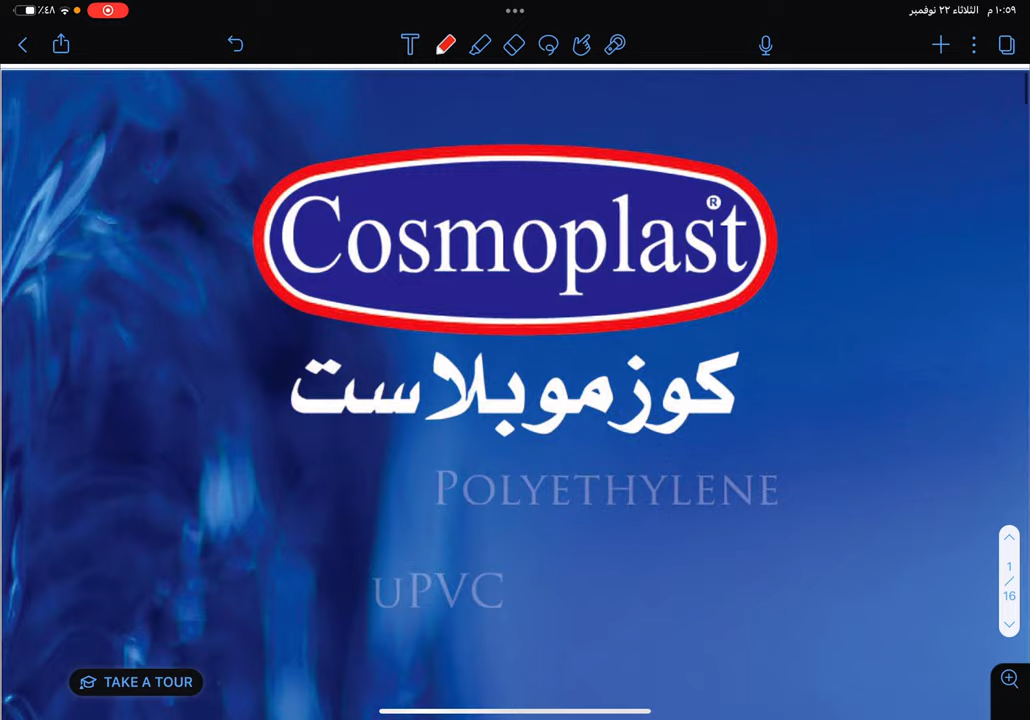 ١٠:٥٩ م الثلاثاء ٢٢ نوفمبر
٪٤٨
T
Cosmoplast®
كوزموبلاست
POLYETHYLENE
uPVC
1
/
16
TAKE A TOUR